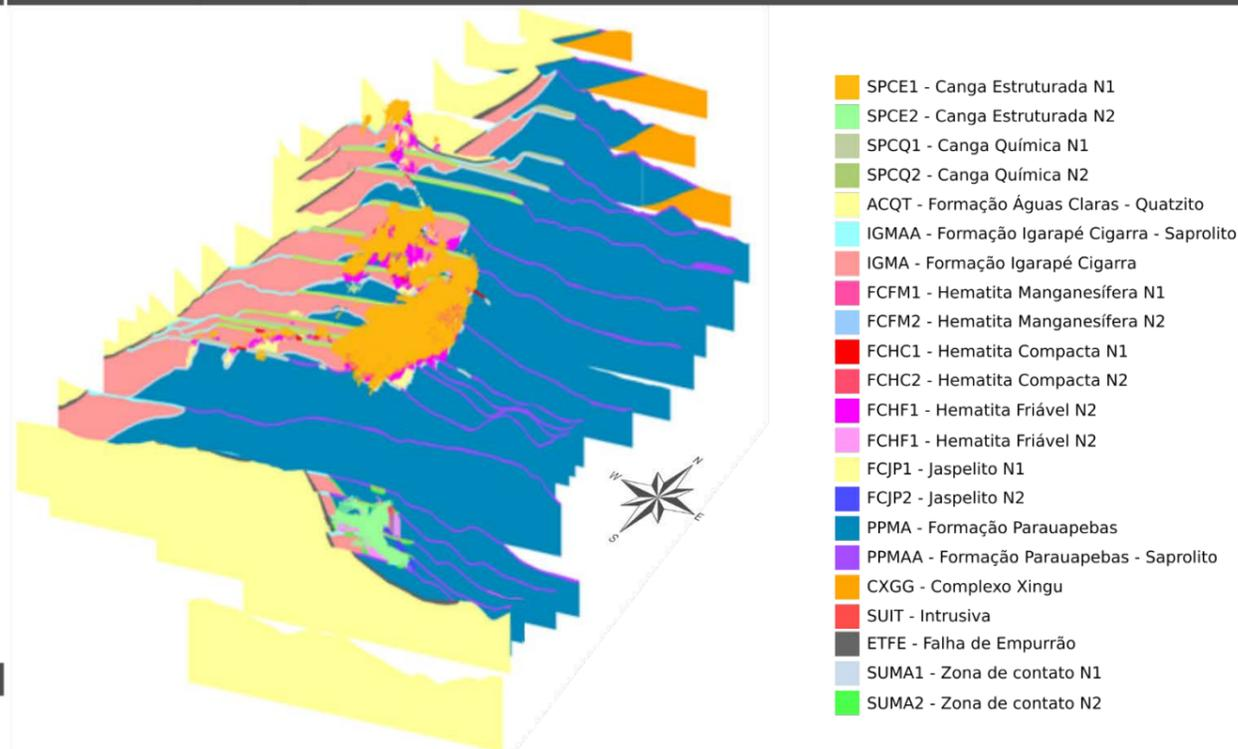 SPCE1 - Canga Estruturada N1
SPCE2 - Canga Estruturada N2
SPCQ1 - Canga Química N1
SPCQ2 - Canga Química N2
ACQT - Formação Águas Claras - Quatzito
IGMAA - Formação Igarapé Cigarra - Saprolito
IGMA - Formação Igarapé Cigarra
FCFM1 - Hematita Manganesífera N1
FCFM2 - Hematita Manganesífera N2
FCHC1 - Hematita Compacta N1
FCHC2 - Hematita Compacta N2
FCHF1 - Hematita Friável N2
FCHF1 - Hematita Friável N2
FCJP1 - Jaspelito N1
FCJP2 - Jaspelito N2
PPMA - Formação Parauapebas
PPMAA - Formação Parauapebas - Saprolito
CXGG - Complexo Xingu
SUIT - Intrusiva
ETFE - Falha de Empurrão
SUMA1 - Zona de contato N1
SUMA2 - Zona de contato N2
W
N
S
E